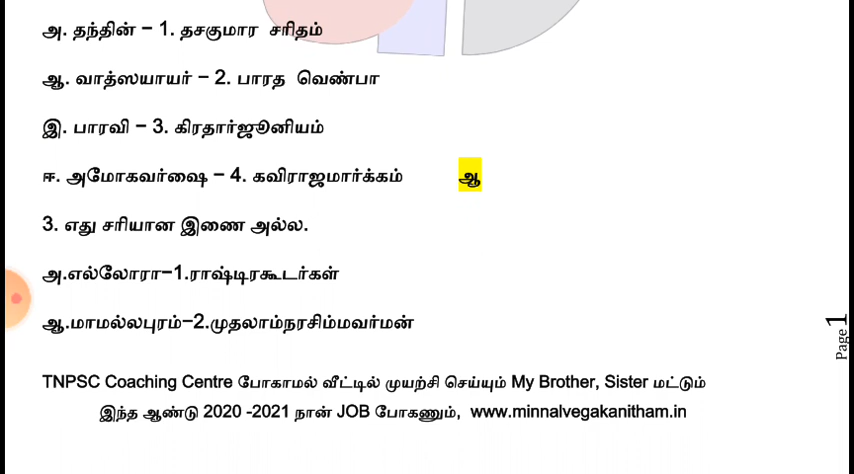 அ. தந்தின் – 1. தசகுமார சரிதம்
ஆ. வாத்ஸயாயர் – 2. பாரத வெண்பா
இ. பாரவி – 3. கிரதார்ஜூனியம்
ஈ. அமோகவர்ஷை – 4. கவிராஜமார்க்கம் ஆ
3. எது சரியான இணை அல்ல.
அ.எல்லோரா–1.ராஷ்டிரகூடர்கள்
ஆ.மாமல்லபுரம்–2.முதலாம்நரசிம்மவர்மன்
Page 1
TNPSC Coaching Centre போகாமல் வீட்டில் முயற்சி செய்யும் My Brother, Sister மட்டும்
இந்த ஆண்டு 2020 -2021 நான் JOB போகணும், www.minnalvegakanitham.in